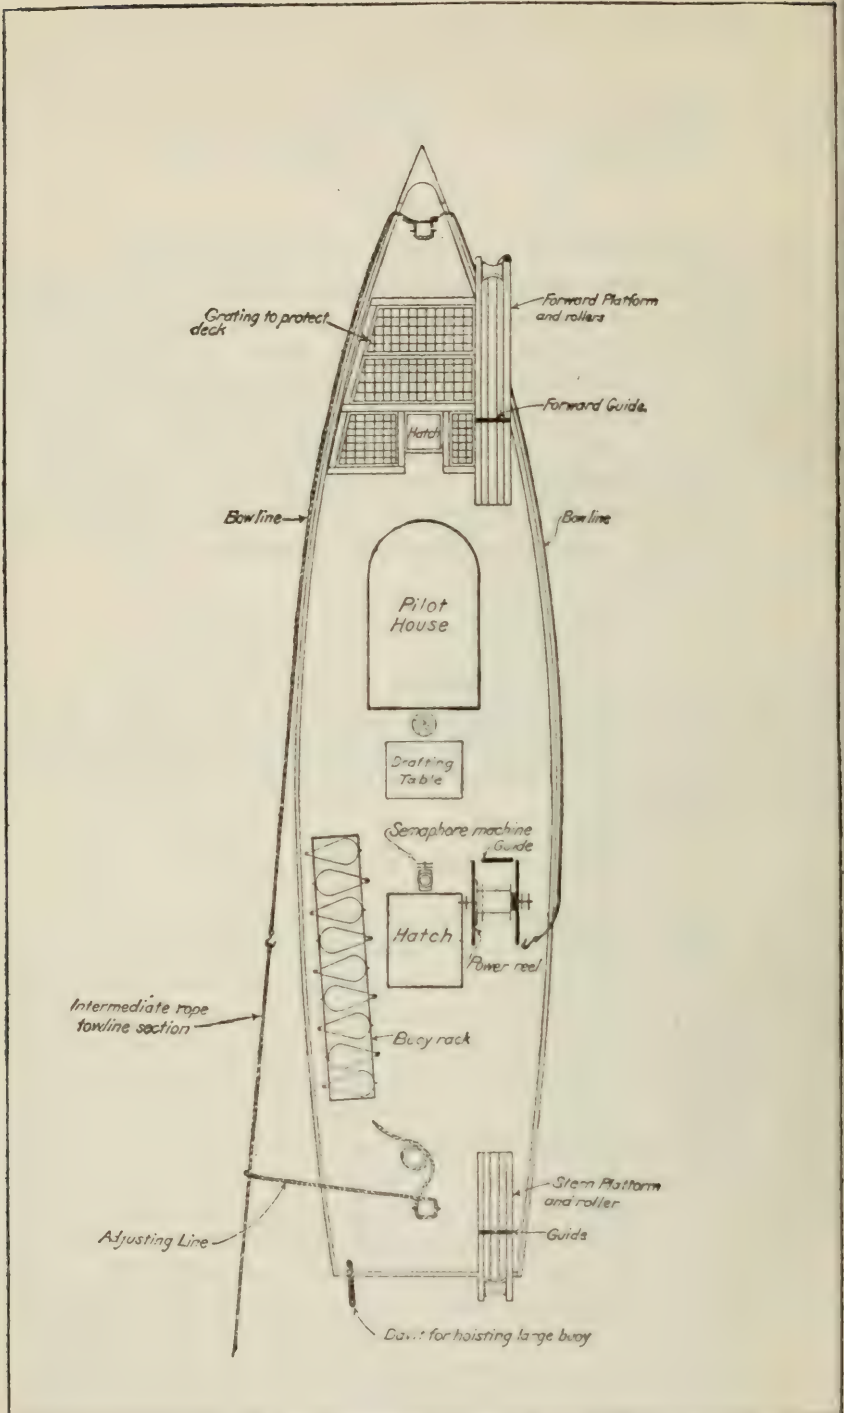 Forward Platform
and rollers
Grating to protect
deck
Forward Guide.
Hatch
Bowline
Bowline
Pilot
House
Drafting
Table
Semaphore machine
Guide
Hatch
Power reel
Intermediate rope
towline section
Buoy rack
Stern Platform
and roller
Adjusting Line
Guide
Davit for hoisting large buoy